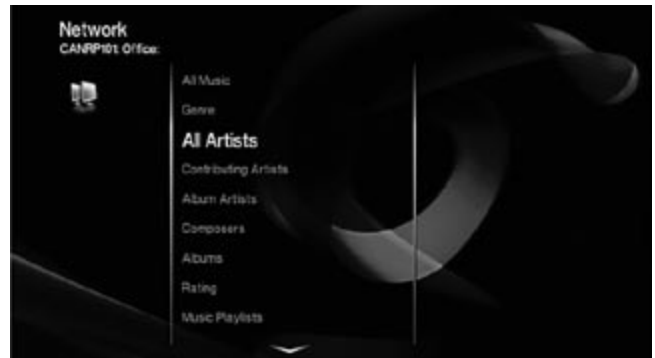 Network
CANRP101: Office:
All Music
Genre
All Artists
Contributing Artists
Album Artists
Composers
Albums
Rating
Music Playlists